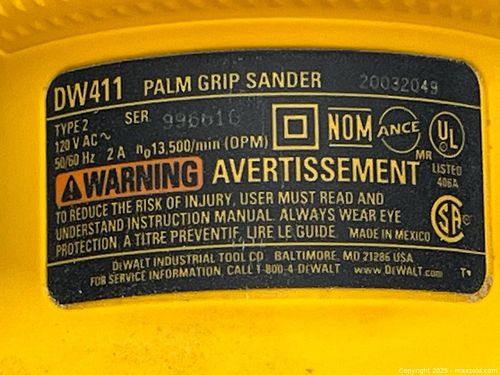 DW411 PALM GRIP SANDER 20032049
TYPE 2 SER 996616
120 V AC~
50/60 Hz 2 A n₀13,500/min (OPM)
NOM ANCE UL
MR LISTED
406A
WARNING AVERTISSEMENT
TO REDUCE THE RISK OF INJURY, USER MUST READ AND
UNDERSTAND INSTRUCTION MANUAL. ALWAYS WEAR EYE
PROTECTION, A TITRE PREVENTIF, LIRE LE GUIDE. MADE IN MEXICO
SA
DEWALT INDUSTRIAL TOOL CO. BALTIMORE, MD 21286 USA
FOR SERVICE INFORMATION, CALL 1-800-4-DEWALT www.DEWALT.com
Copyright 2025 - maxsold.com